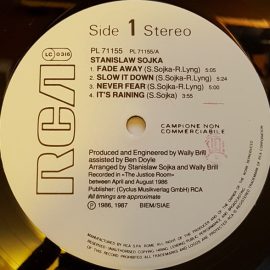 Side 1 Stereo
LC 0316
PL 71155 PL 71155/A
STANISLAW SOJKA
1. FADE AWAY (S.Sojka-R.Lyng) 5:05
2. SLOW IT DOWN (S.Sojka-R.Lyng) 5:24
3. NEVER FEAR (S.Sojka-R.Lyng) 5:10
4. IT'S RAINING (S.Sojka) 3:55
RCA
CAMPIONE NON
COMMERCIABILE
Produced and Engineered by Wally Brill
assisted by Ben Doyle
Arranged by Stanislaw Sojka and Wally Brill
Recorded in «The Justice Room»
between April and August 1986
Publisher: (Cyclus Musikverlag GmbH) RCA
All timings are approximate
℗ 1986, 1987 BIEM/SIAE